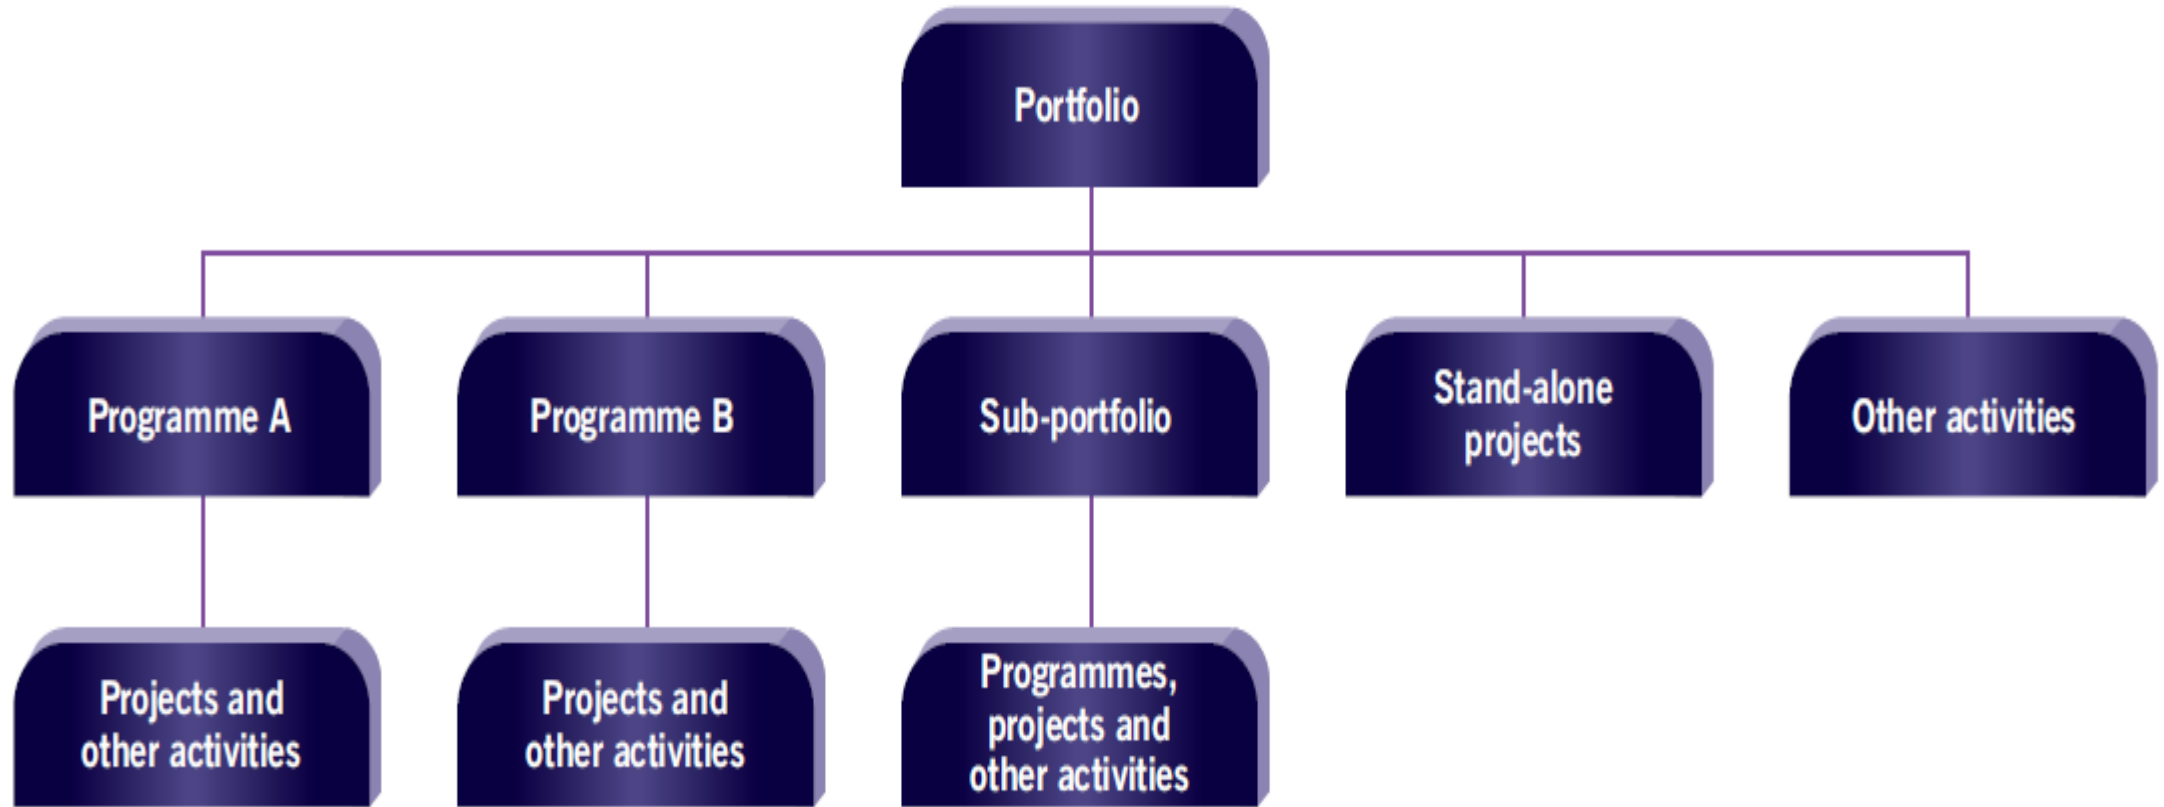 Portfolio
Programme A
Programme B
Sub-portfolio
Stand-alone
projects
Other activities
Projects and
other activities
Projects and
other activities
Programmes,
projects and
other activities